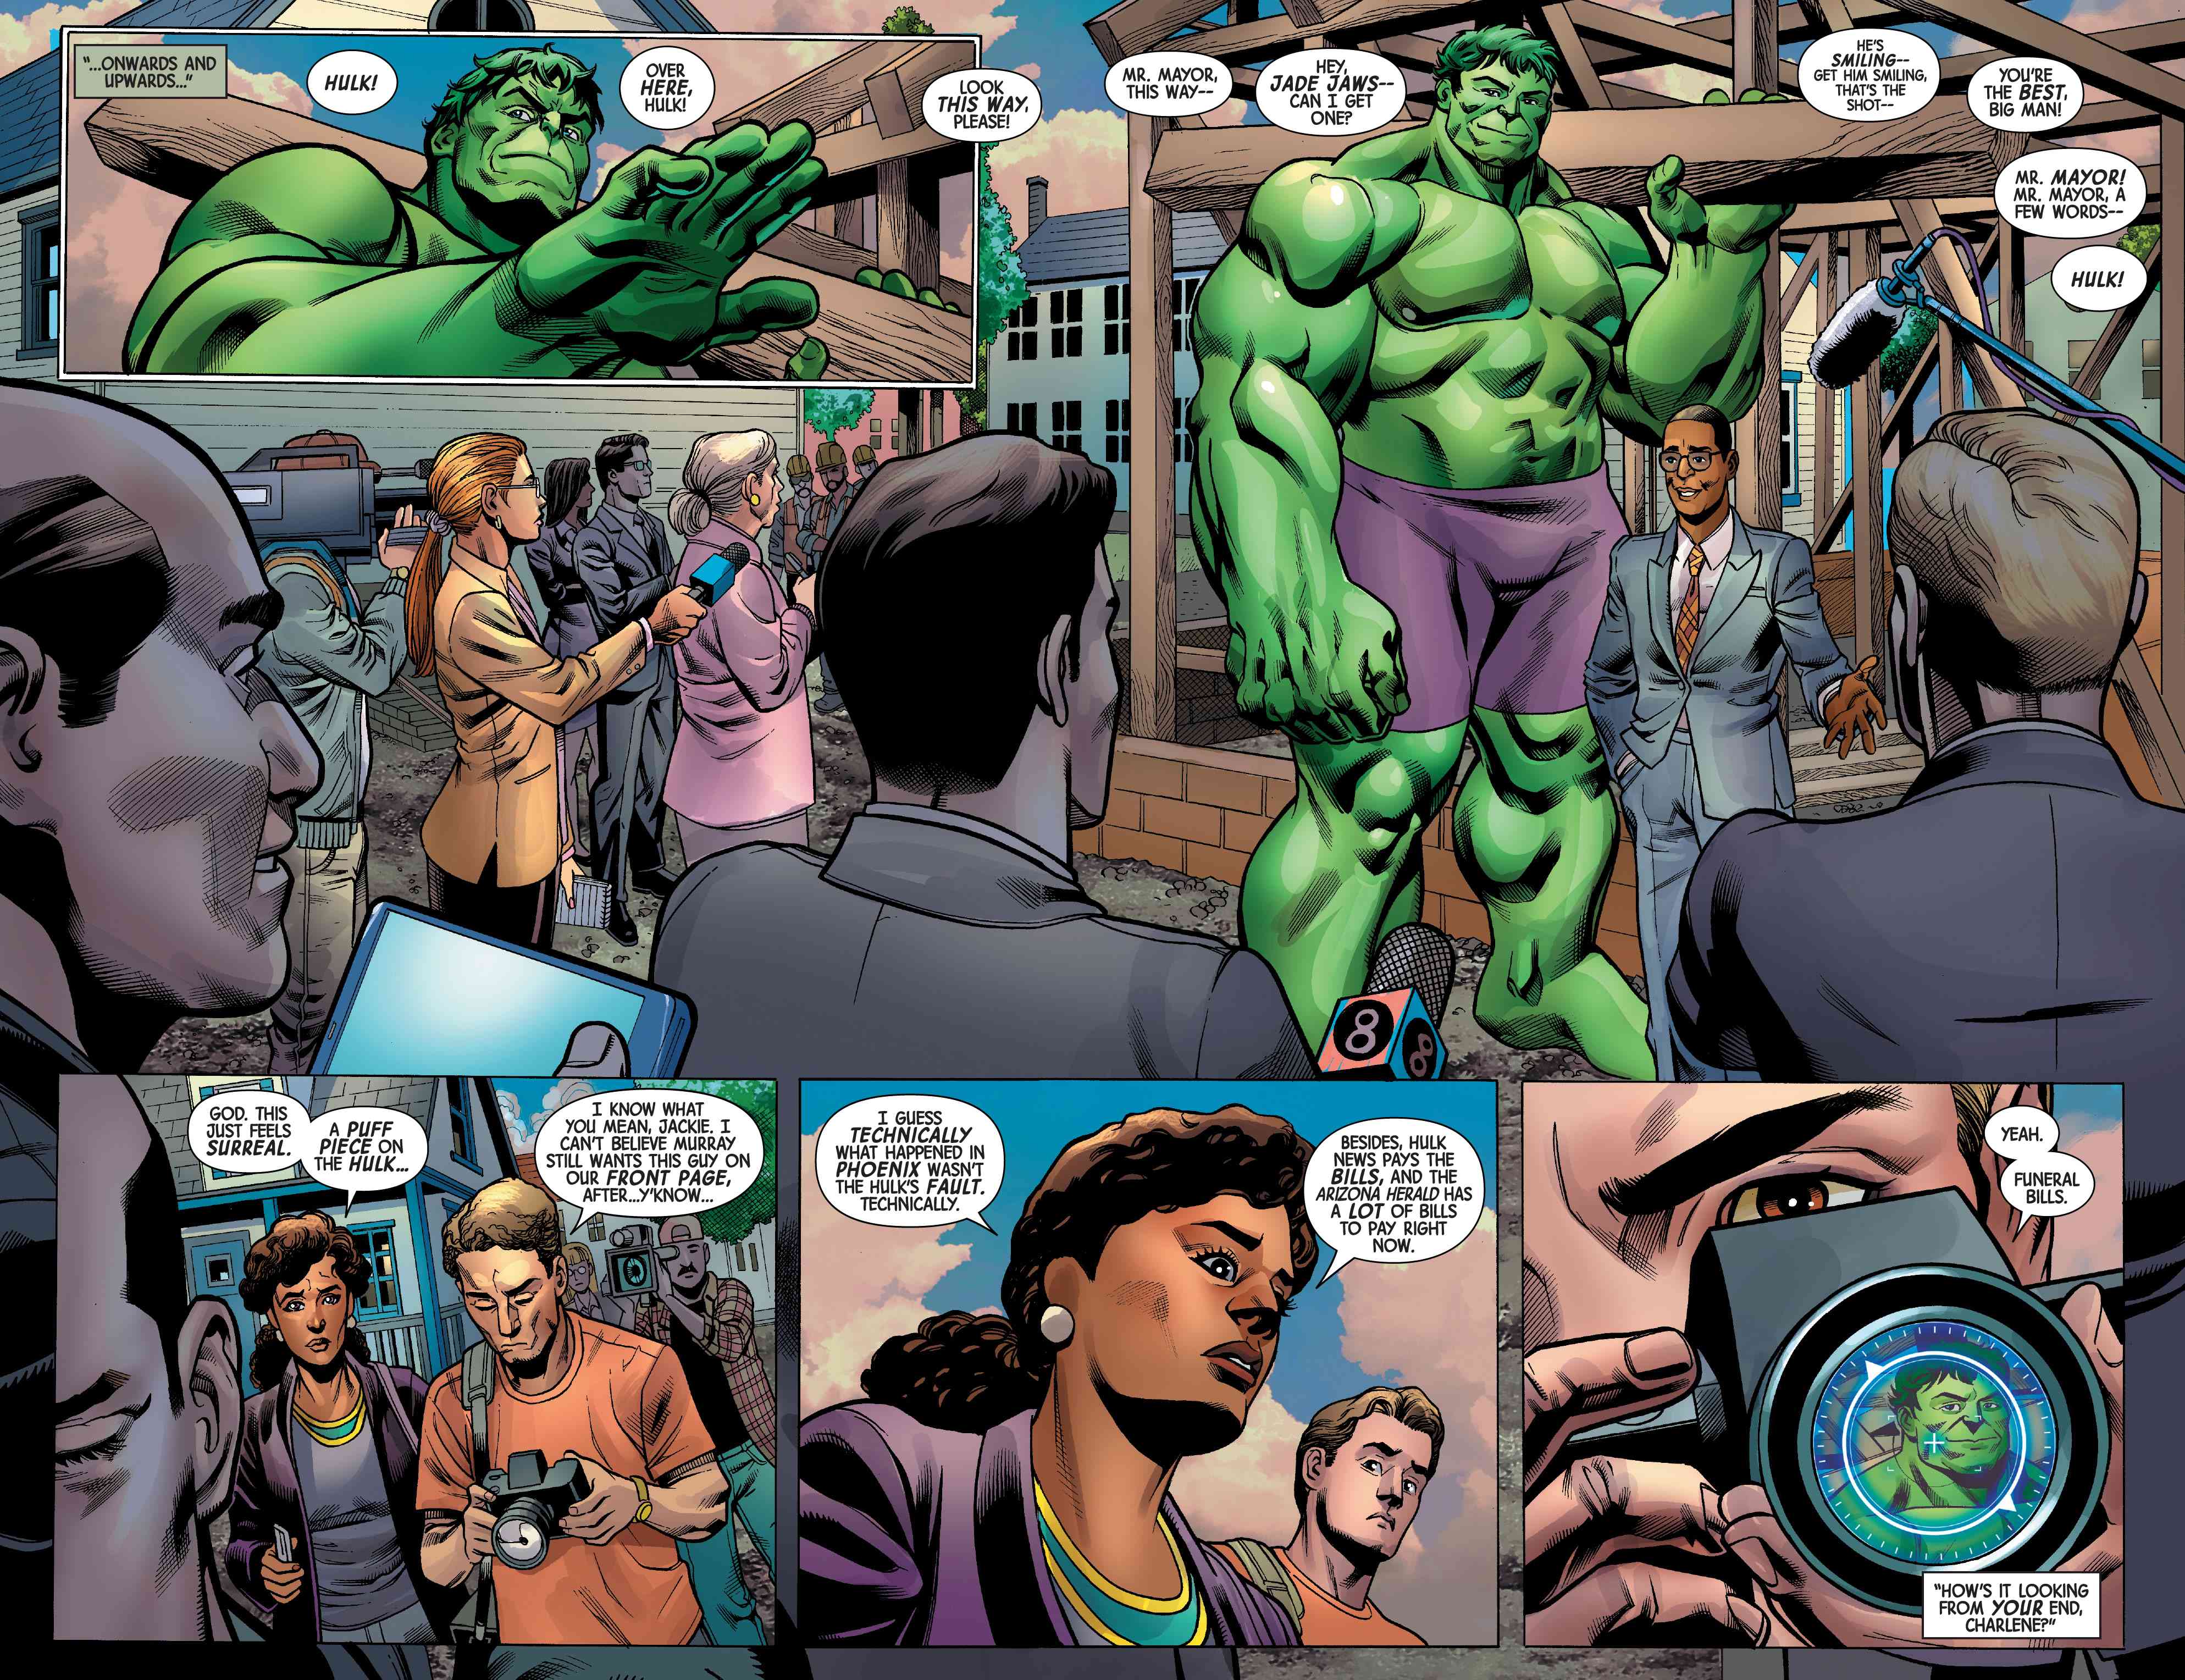 "...ONWARDS AND
UPWARDS..."
HULK!
OVER
HERE,
HULK!
LOOK
THIS WAY,
PLEASE!
MR. MAYOR,
THIS WAY--
HEY,
JADE JAWS--
CAN I GET
ONE?
HE'S
SMILING--
GET HIM SMILING,
THAT'S THE
SHOT--
YOU'RE
THE BEST,
BIG MAN!
MR. MAYOR!
MR. MAYOR, A
FEW WORDS--
HULK!
8
8
GOD. THIS
JUST FEELS
SURREAL.
A PUFF
PIECE ON
THE HULK...
I KNOW WHAT
YOU MEAN, JACKIE. I
CAN'T BELIEVE MURRAY
STILL WANTS THIS GUY ON
OUR FRONT PAGE,
AFTER...Y'KNOW...
I GUESS
TECHNICALLY
WHAT HAPPENED IN
PHOENIX WASN'T
THE HULK'S FAULT.
TECHNICALLY.
BESIDES, HULK
NEWS PAYS THE
BILLS, AND THE
ARIZONA HERALD HAS
A LOT OF BILLS
TO PAY RIGHT
NOW.
YEAH.
FUNERAL
BILLS.
"HOW'S IT LOOKING
FROM YOUR END,
CHARLENE?"